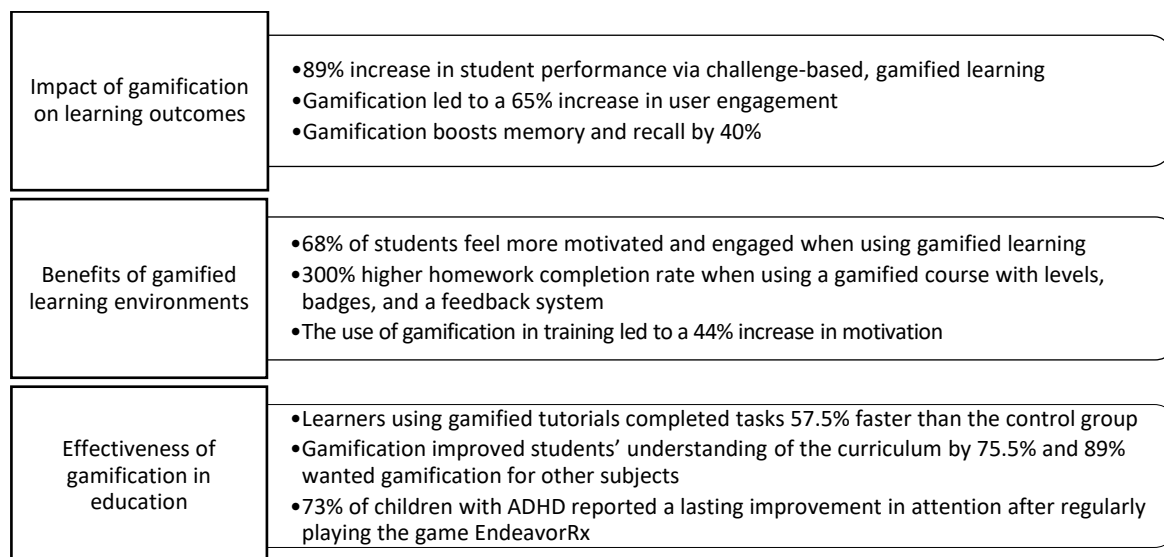 Impact of gamification
on learning outcomes
•89% increase in student performance via challenge-based, gamified learning
•Gamification led to a 65% increase in user engagement
•Gamification boosts memory and recall by 40%
Benefits of gamified
learning environments
•68% of students feel more motivated and engaged when using gamified learning
•300% higher homework completion rate when using a gamified course with levels,
badges, and a feedback system
•The use of gamification in training led to a 44% increase in motivation
Effectiveness of
gamification in
education
•Learners using gamified tutorials completed tasks 57.5% faster than the control group
•Gamification improved students’ understanding of the curriculum by 75.5% and 89%
wanted gamification for other subjects
•73% of children with ADHD reported a lasting improvement in attention after regularly
playing the game EndeavorRx